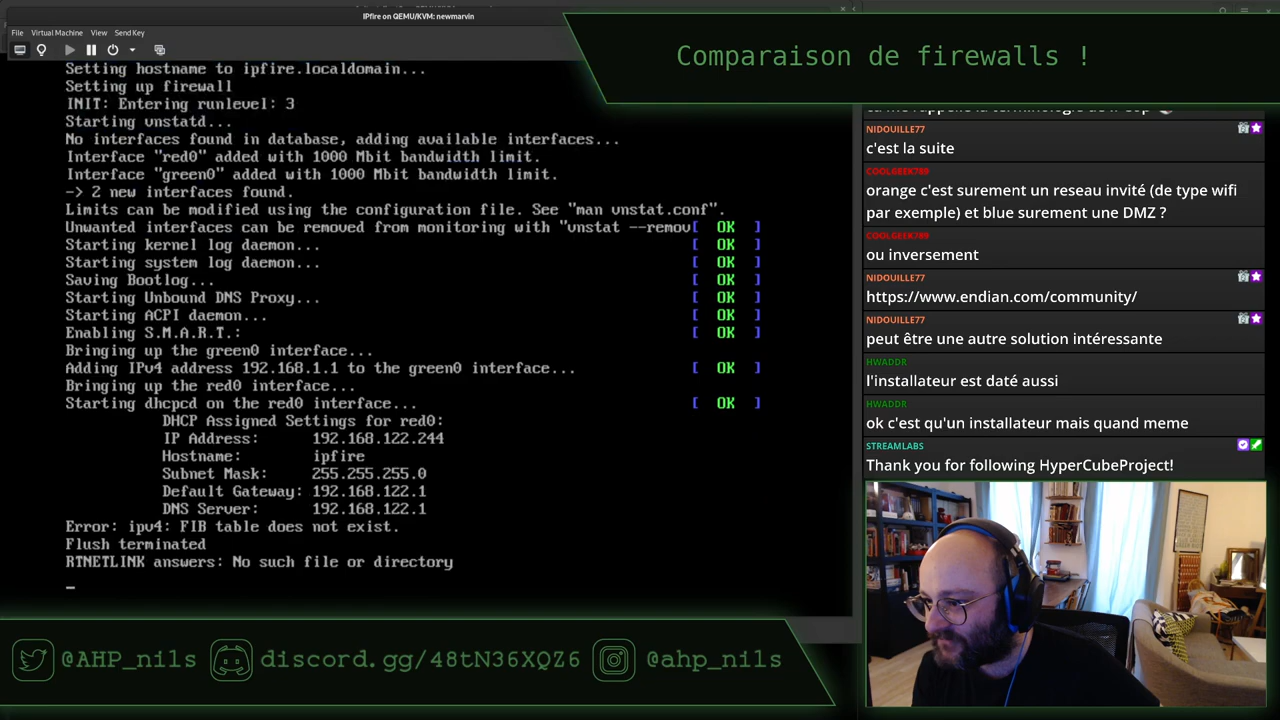 IPfire on QEMU/KVM: newmarvin
File Virtual Machine View Send Key
Setting hostname to ipfire.localdomain...
Setting up firewall
INIT: Entering runlevel: 3
Starting vnstatd...
No interfaces found in database, adding available interfaces...
Interface "red0" added with 1000 Mbit bandwidth limit.
Interface "green0" added with 1000 Mbit bandwidth limit.
-> 2 new interfaces found.
Limits can be modified using the configuration file. See "man vnstat.conf".
Unwanted interfaces can be removed from monitoring with "vnstat --remov[ OK ]
Starting kernel log daemon... [ OK ]
Starting system log daemon... [ OK ]
Saving Bootlog... [ OK ]
Starting Unbound DNS Proxy... [ OK ]
Starting ACPI daemon... [ OK ]
Enabling S.M.A.R.T.: [ OK ]
Bringing up the green0 interface...
Adding IPv4 address 192.168.1.1 to the green0 interface... [ OK ]
Bringing up the red0 interface...
Starting dhcpcd on the red0 interface... [ OK ]
DHCP Assigned Settings for red0:
IP Address: 192.168.122.244
Hostname: ipfire
Subnet Mask: 255.255.255.0
Default Gateway: 192.168.122.1
DNS Server: 192.168.122.1
Error: ipv4: FIB table does not exist.
Flush terminated
RTNETLINK answers: No such file or directory
_
Comparaison de firewalls !
NIDOUILLE77
c'est la suite
COOLGEEK789
orange c'est surement un reseau invité (de type wifi
par exemple) et blue surement une DMZ ?
COOLGEEK789
ou inversement
NIDOUILLE77
https://www.endian.com/community/
NIDOUILLE77
peut être une autre solution intéressante
HWADDR
l'installateur est daté aussi
HWADDR
ok c'est qu'un installateur mais quand meme
STREAMLABS
Thank you for following HyperCubeProject!
@AHP_nils discord.gg/48tN36XQZ6 @ahp_nils